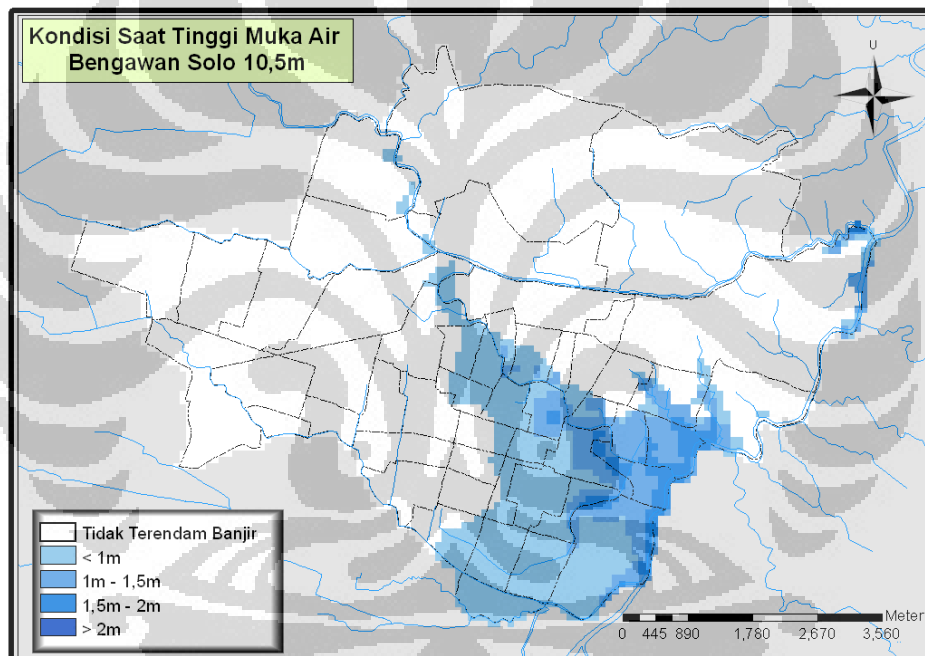 Kondisi Saat Tinggi Muka Air
Bengawan Solo 10,5m
U
Tidak Terendam Banjir
< 1m
1m - 1,5m
1,5m - 2m
> 2m
Meter
0 445 890 1,780 2,670 3,560